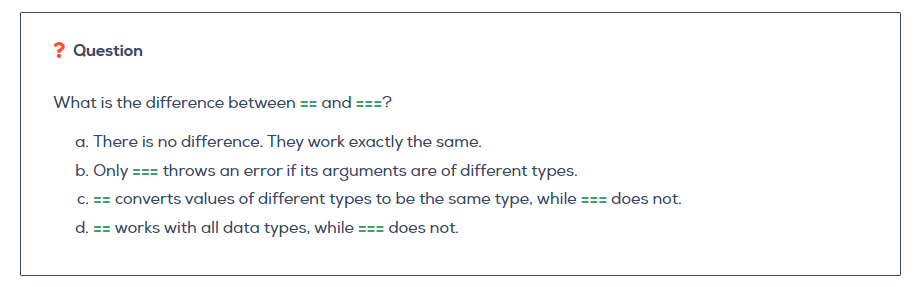 ? Question
What is the difference between == and ===?
a. There is no difference. They work exactly the same.
b. Only === throws an error if its arguments are of different types.
c. == converts values of different types to be the same type, while === does not.
d. == works with all data types, while === does not.